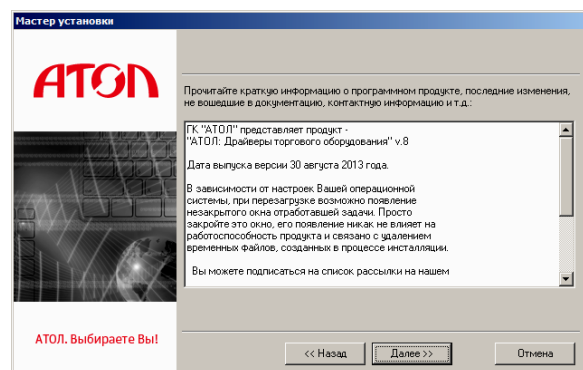 Мастер установки
АТОЛ
Прочитайте краткую информацию о программном продукте, последние изменения,
не вошедшие в документацию, контактную информацию и т.д.:
ГК "АТОЛ" представляет продукт -
"АТОЛ: Драйверы торгового оборудования" v.8
Дата выпуска версии 30 августа 2013 года.
В зависимости от настроек Вашей операционной
системы, при перезагрузке возможно появление
незакрытого окна отработавшей задачи. Просто
закройте это окно, его появление никак не влияет на
работоспособность продукта и связано с удалением
временных файлов, созданных в процессе инсталляции.
Вы можете подписаться на список рассылки на нашем
АТОЛ. Выбираете Вы!
<< Назад
Далее >>
Отмена